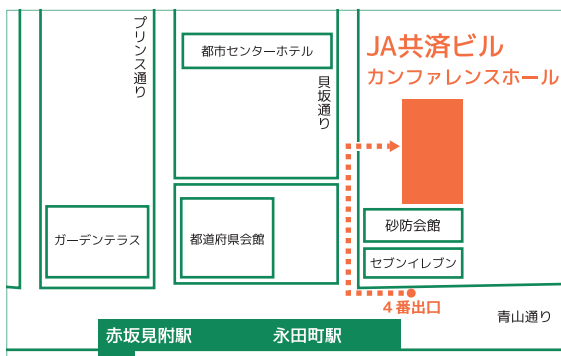 プリンス通り
都市センターホテル
貝坂通り
JA共済ビル
カンファレンスホール
ガーデンテラス
都道府県会館
砂防会館
セブンイレブン
4番出口
青山通り
赤坂見附駅
永田町駅